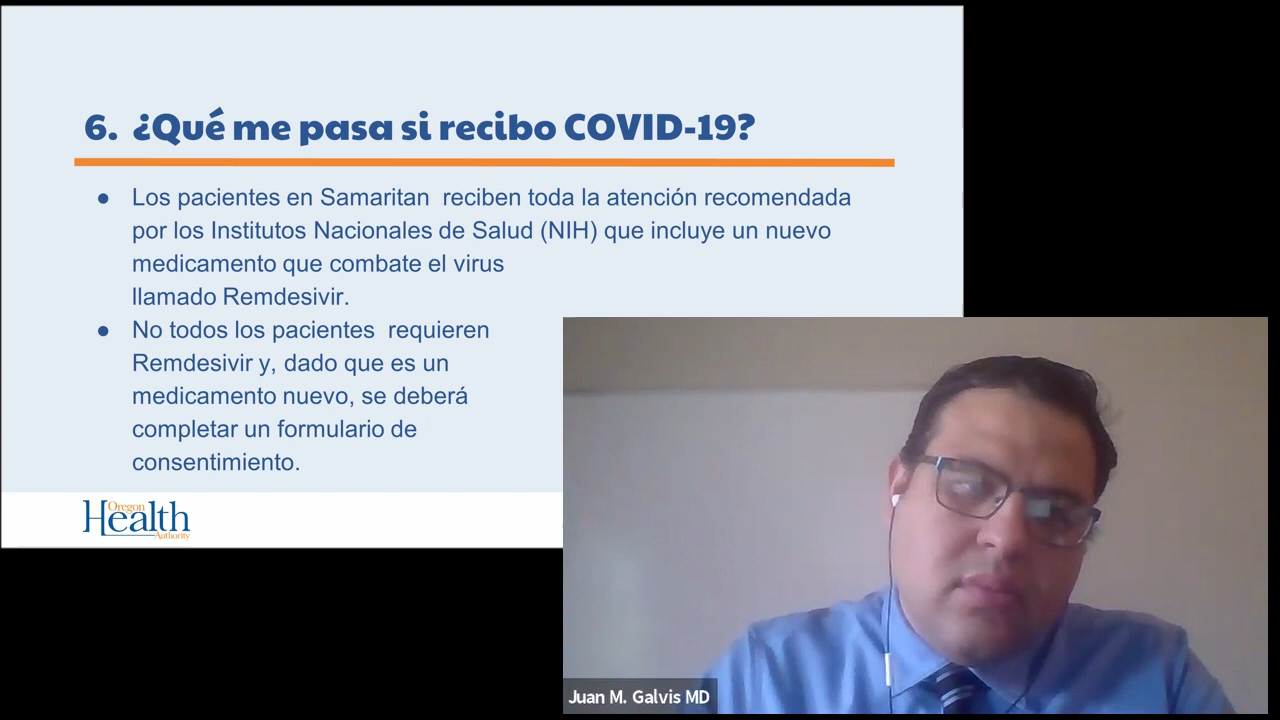 6. ¿Qué me pasa si recibo COVID-19?
● Los pacientes en Samaritan reciben toda la atención recomendada
por los Institutos Nacionales de Salud (NIH) que incluye un nuevo
medicamento que combate el virus
llamado Remdesivir.
● No todos los pacientes requieren
Remdesivir y, dado que es un
medicamento nuevo, se deberá
completar un formulario de
consentimiento.
Oregon
Health
Authority
Juan M. Galvis MD